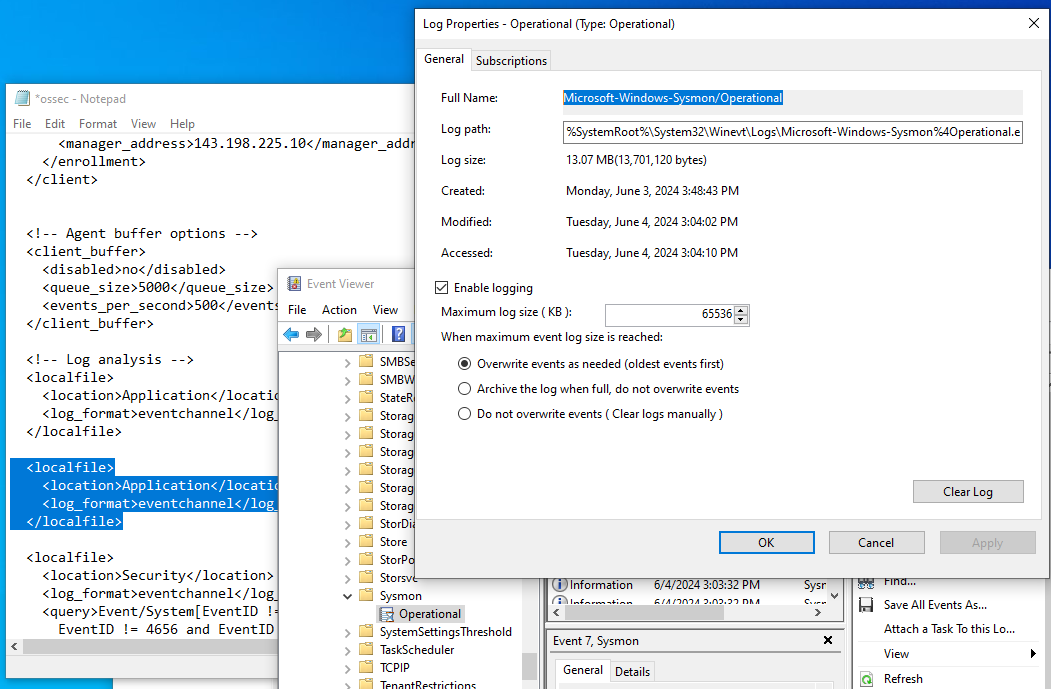 Log Properties - Operational (Type: Operational)
General
Subscriptions
Full Name:
Microsoft-Windows-Sysmon/Operational
Log path:
%SystemRoot%\System32\Winevt\Logs\Microsoft-Windows-Sysmon%4Operational.e
Log size:
13.07 MB(13,701,120 bytes)
Created:
Monday, June 3, 2024 3:48:43 PM
Modified:
Tuesday, June 4, 2024 3:04:02 PM
Accessed:
Tuesday, June 4, 2024 3:04:10 PM
Enable logging
Maximum log size ( KB ):
65536
When maximum event log size is reached:
Overwrite events as needed (oldest events first)
Archive the log when full, do not overwrite events
Do not overwrite events ( Clear logs manually )
Clear Log
OK
Cancel
Apply
*ossec - Notepad
File Edit Format View Help
<manager_address>143.198.225.10</manager_addr
</enrollment>
</client>
<!-- Agent buffer options -->
<client_buffer>
<disabled>no</disabled>
<queue_size>5000</queue_size>
<events_per_second>500</events
</client_buffer>
<!-- Log analysis -->
<localfile>
<location>Application</locatio
<log_format>eventchannel</log_
</localfile>
<localfile>
<location>Application</locatio
<log_format>eventchannel</log_
</localfile>
<localfile>
<location>Security</location>
<log_format>eventchannel</log_
<query>Event/System[EventID !=
EventID != 4656 and EventID
Event Viewer
File Action View
SMBSe
SMBW
StateRe
Storag
Storag
Storag
Storag
Storag
Storag
StorDia
Store
StorPo
Storsvc
Sysmon
Operational
SystemSettingsThreshold
TaskScheduler
TCPIP
TenantRestrictions
Information 6/4/2024 3:03:32 PM Sysr
Information 6/4/2024 3:03:32 PM Sysr
Event 7, Sysmon
General
Details
Find...
Save All Events As...
Attach a Task To this Lo...
View
Refresh